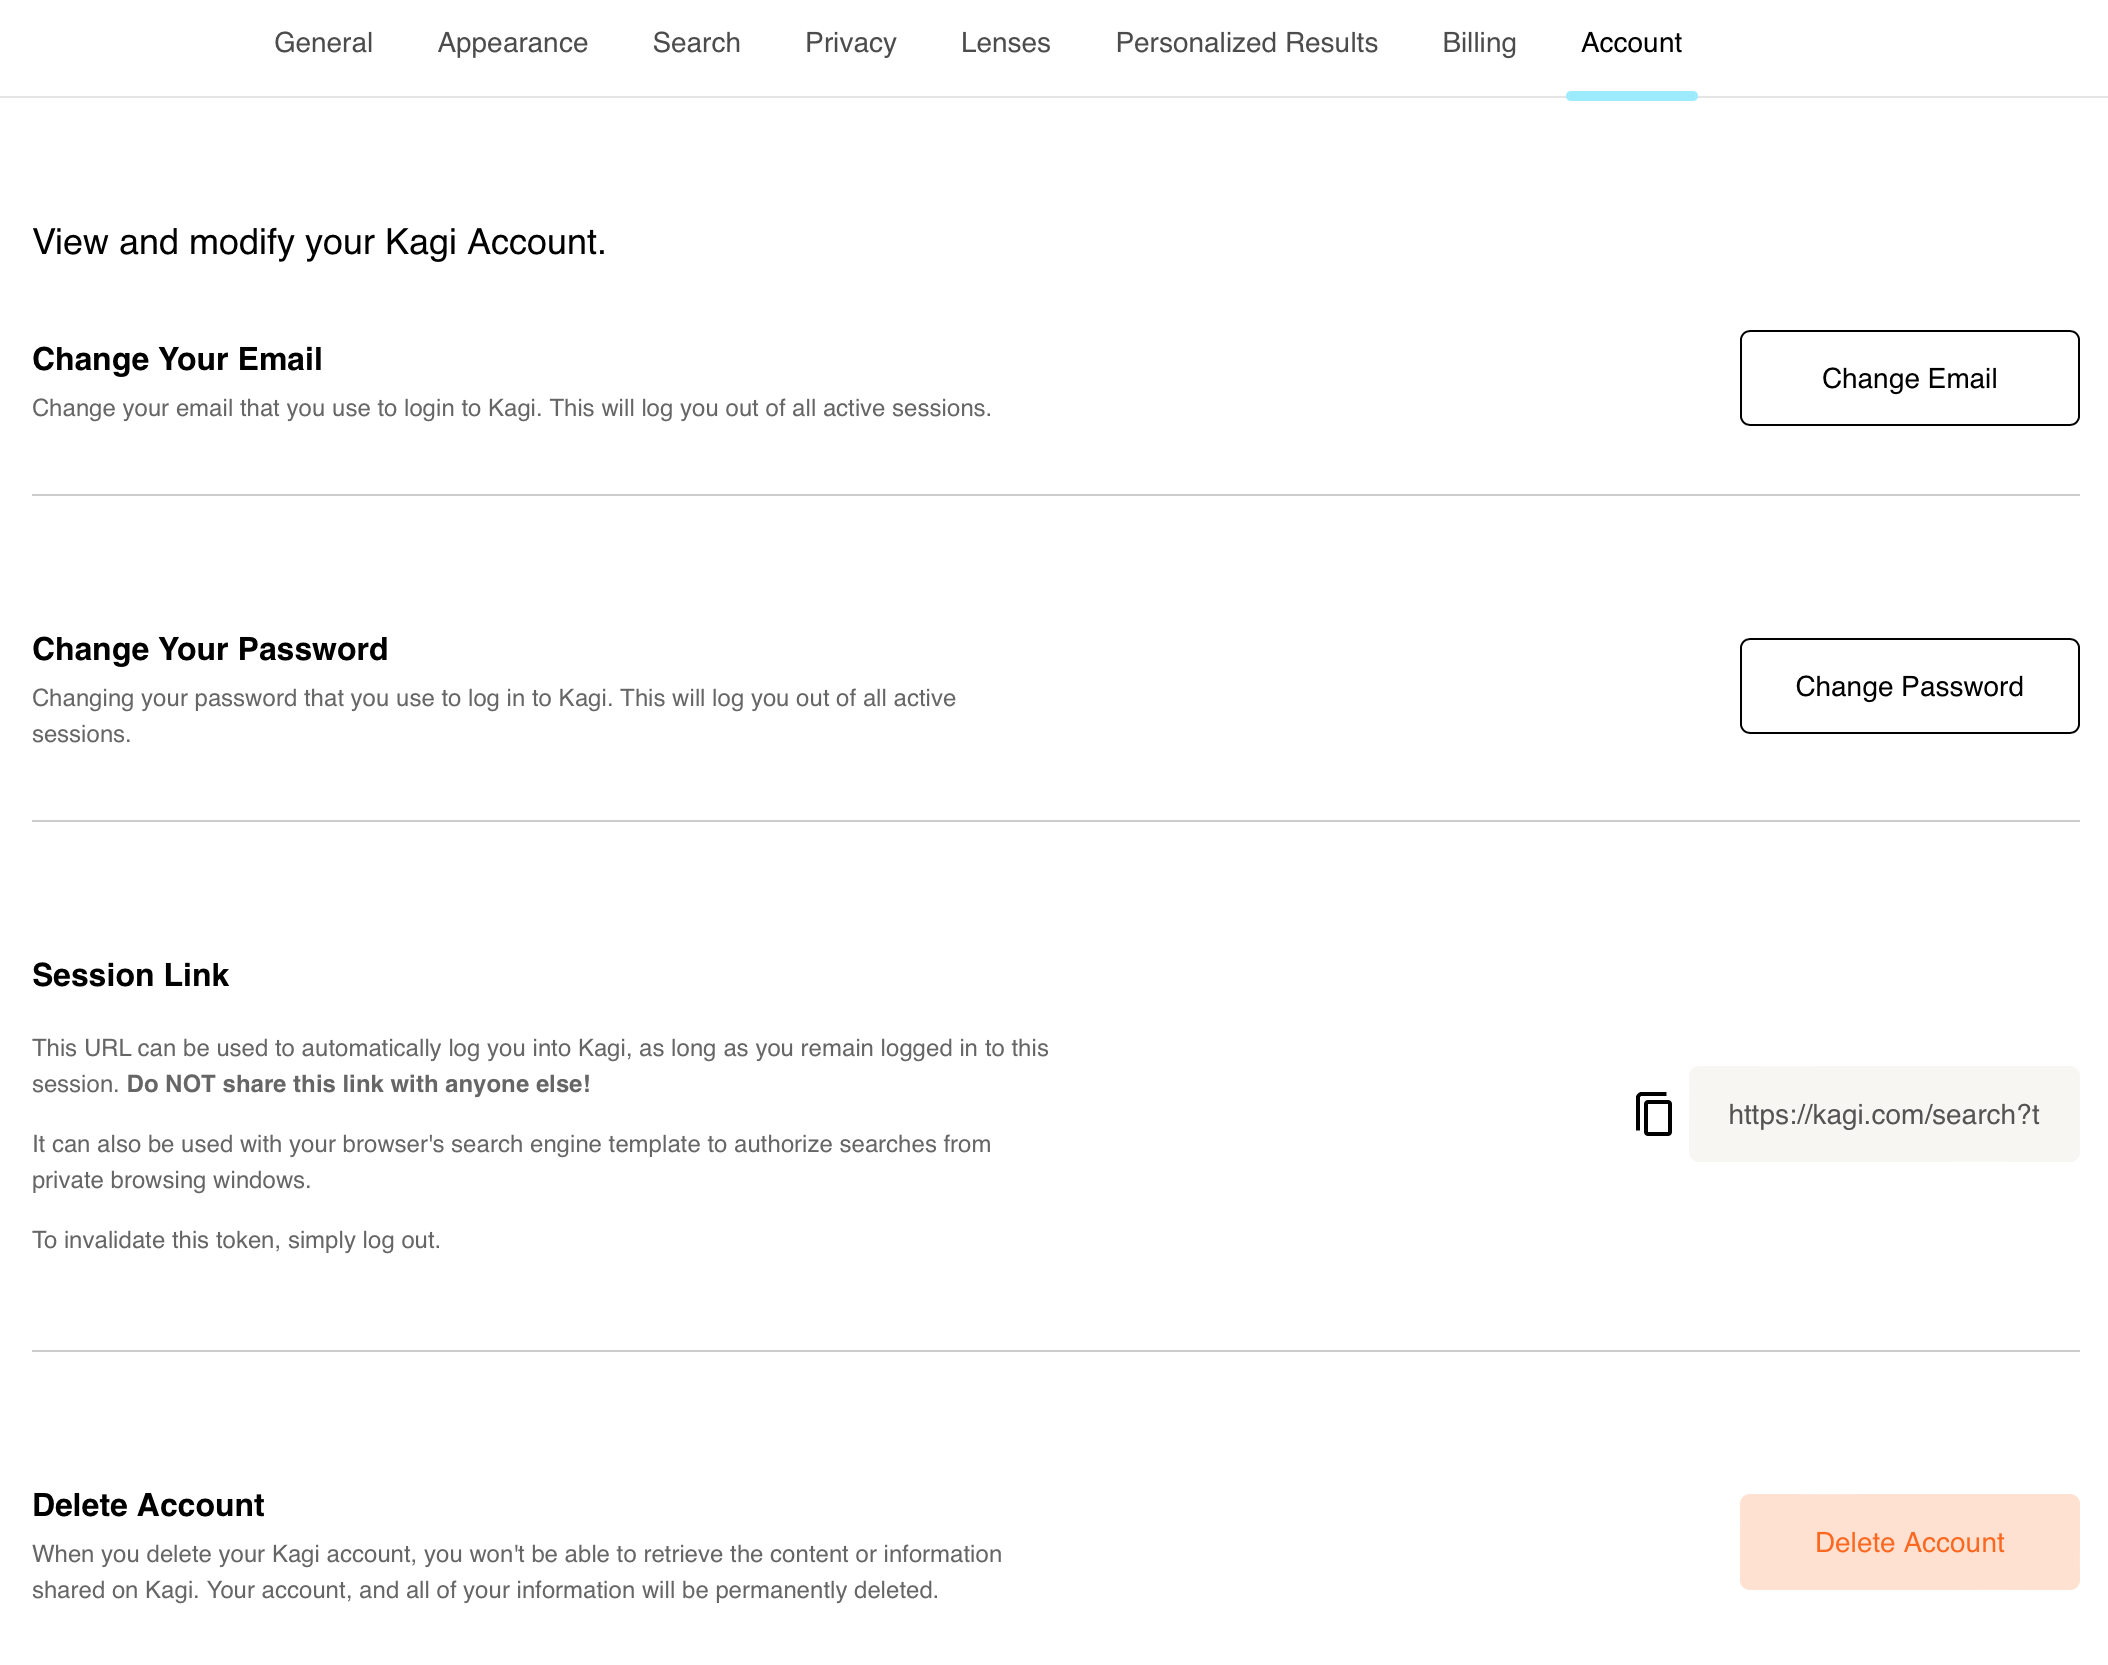 General Appearance Search Privacy Lenses Personalized Results Billing Account
View and modify your Kagi Account.
Change Your Email
Change your email that you use to login to Kagi. This will log you out of all active sessions.
Change Email
Change Your Password
Changing your password that you use to log in to Kagi. This will log you out of all active
sessions.
Change Password
Session Link
This URL can be used to automatically log you into Kagi, as long as you remain logged in to this
session. Do NOT share this link with anyone else!
It can also be used with your browser's search engine template to authorize searches from
private browsing windows.
To invalidate this token, simply log out.
https://kagi.com/search?t
Delete Account
When you delete your Kagi account, you won't be able to retrieve the content or information
shared on Kagi. Your account, and all of your information will be permanently deleted.
Delete Account